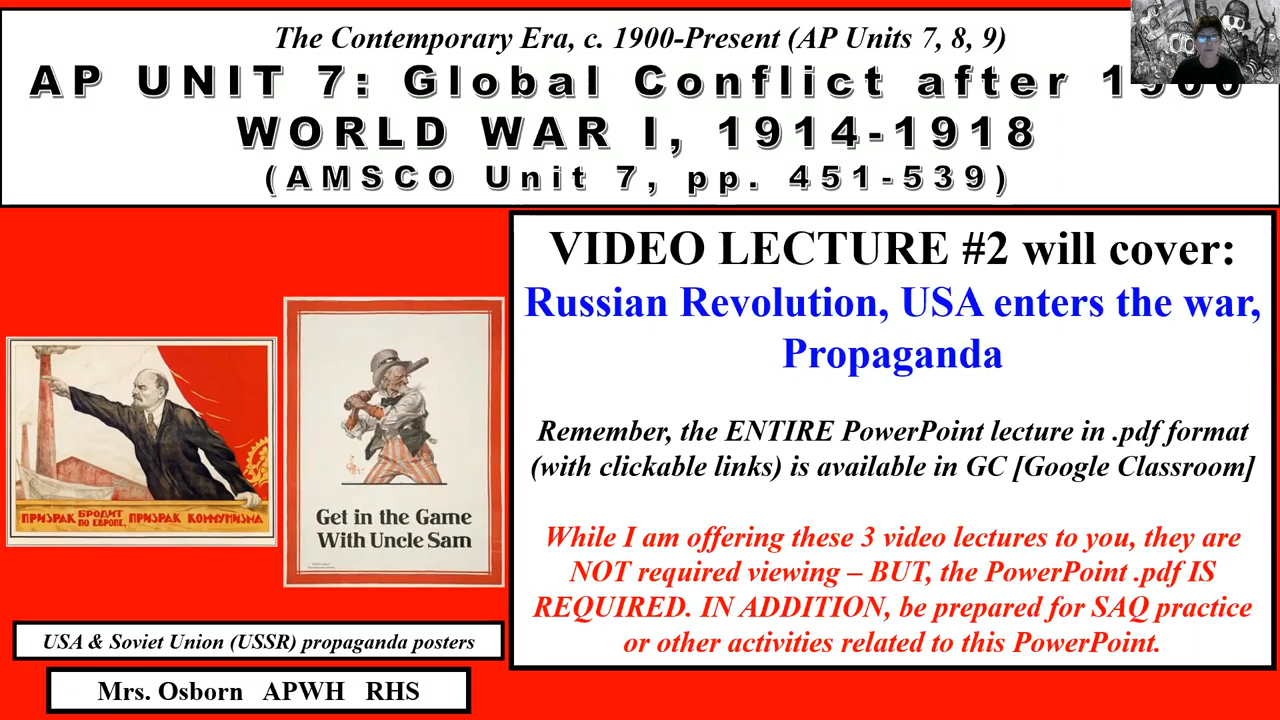 The Contemporary Era, c. 1900-Present (AP Units 7, 8, 9)
AP UNIT 7: Global Conflict after 1900
WORLD WAR I, 1914-1918
(AMSCO Unit 7, pp. 451-539)
VIDEO LECTURE #2 will cover:
Russian Revolution, USA enters the war,
Propaganda
Remember, the ENTIRE PowerPoint lecture in .pdf format
(with clickable links) is available in GC [Google Classroom]
While I am offering these 3 video lectures to you, they are
NOT required viewing – BUT, the PowerPoint .pdf IS
REQUIRED. IN ADDITION, be prepared for SAQ practice
or other activities related to this PowerPoint.
ПРИЗРАК БРОДИТ ПО ЕВРОПЕ, ПРИЗРАК КОММУНИЗМА
Get in the Game
With Uncle Sam
USA & Soviet Union (USSR) propaganda posters
Mrs. Osborn APWH RHS